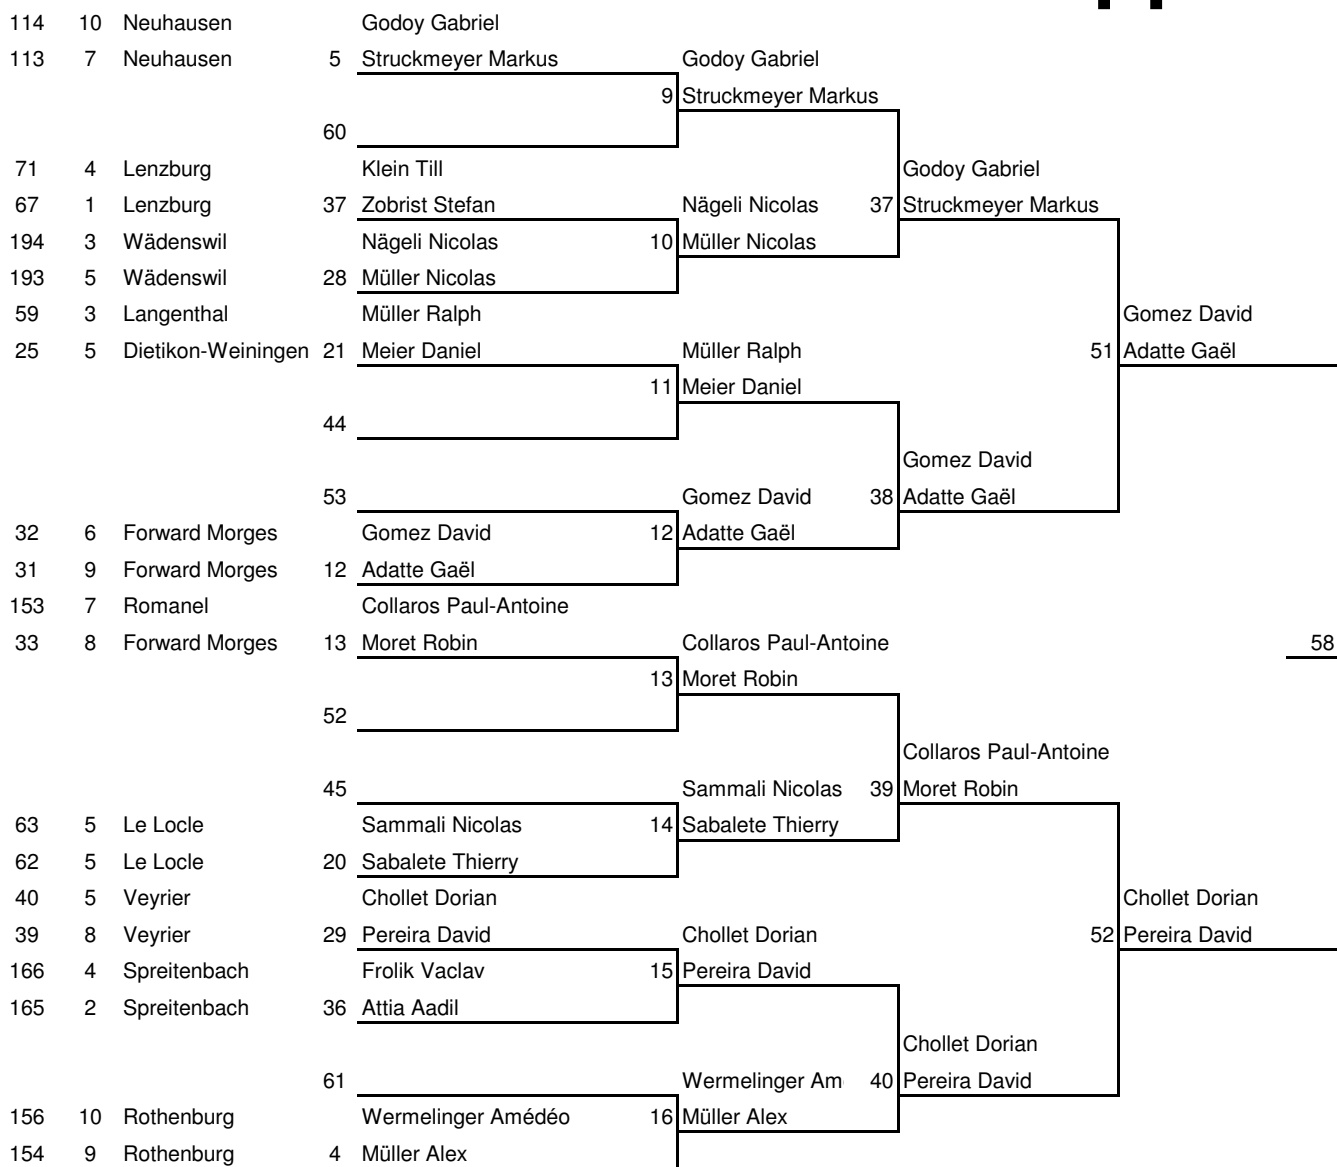 114 10 Neuhausen Godoy Gabriel
113 7 Neuhausen 5 Struckmeyer Markus Godoy Gabriel
9 Struckmeyer Markus
60
71 4 Lenzburg Klein Till Godoy Gabriel
67 1 Lenzburg 37 Zobrist Stefan Nägeli Nicolas 37 Struckmeyer Markus
194 3 Wädenswil Nägeli Nicolas 10 Müller Nicolas
193 5 Wädenswil 28 Müller Nicolas
59 3 Langenthal Müller Ralph Gomez David
25 5 Dietikon-Weiningen 21 Meier Daniel Müller Ralph 51 Adatte Gaël
11 Meier Daniel
44
Gomez David
53 Gomez David 38 Adatte Gaël
32 6 Forward Morges Gomez David 12 Adatte Gaël
31 9 Forward Morges 12 Adatte Gaël
153 7 Romanel Collaros Paul-Antoine
33 8 Forward Morges 13 Moret Robin Collaros Paul-Antoine 58
13 Moret Robin
52
Collaros Paul-Antoine
45 Sammali Nicolas 39 Moret Robin
63 5 Le Locle Sammali Nicolas 14 Sabalete Thierry
62 5 Le Locle 20 Sabalete Thierry
40 5 Veyrier Chollet Dorian Chollet Dorian
39 8 Veyrier 29 Pereira David Chollet Dorian 52 Pereira David
166 4 Spreitenbach Frolik Vaclav 15 Pereira David
165 2 Spreitenbach 36 Attia Aadil
Chollet Dorian
61 Wermelinger Am 40 Pereira David
156 10 Rothenburg Wermelinger Amédéo 16 Müller Alex
154 9 Rothenburg 4 Müller Alex